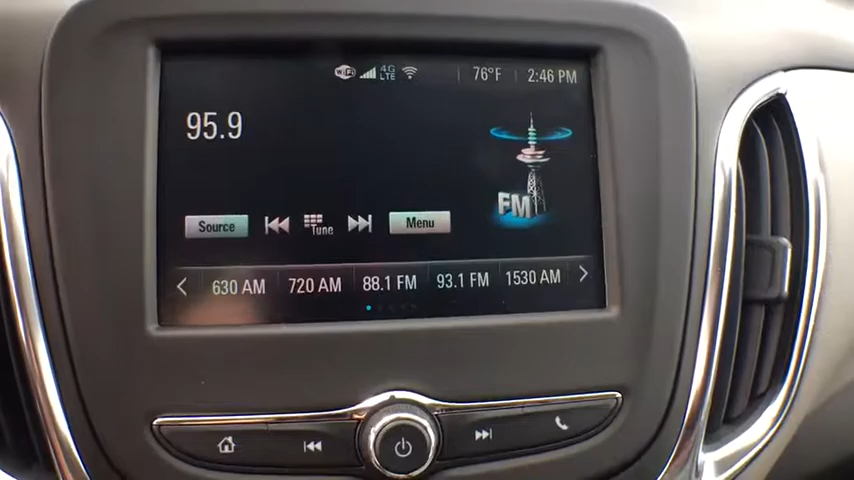 WiFi 4G LTE 76°F 2:46 PM
95.9
FM
Source Tune Menu
630 AM 720 AM 88.1 FM 93.1 FM 1530 AM